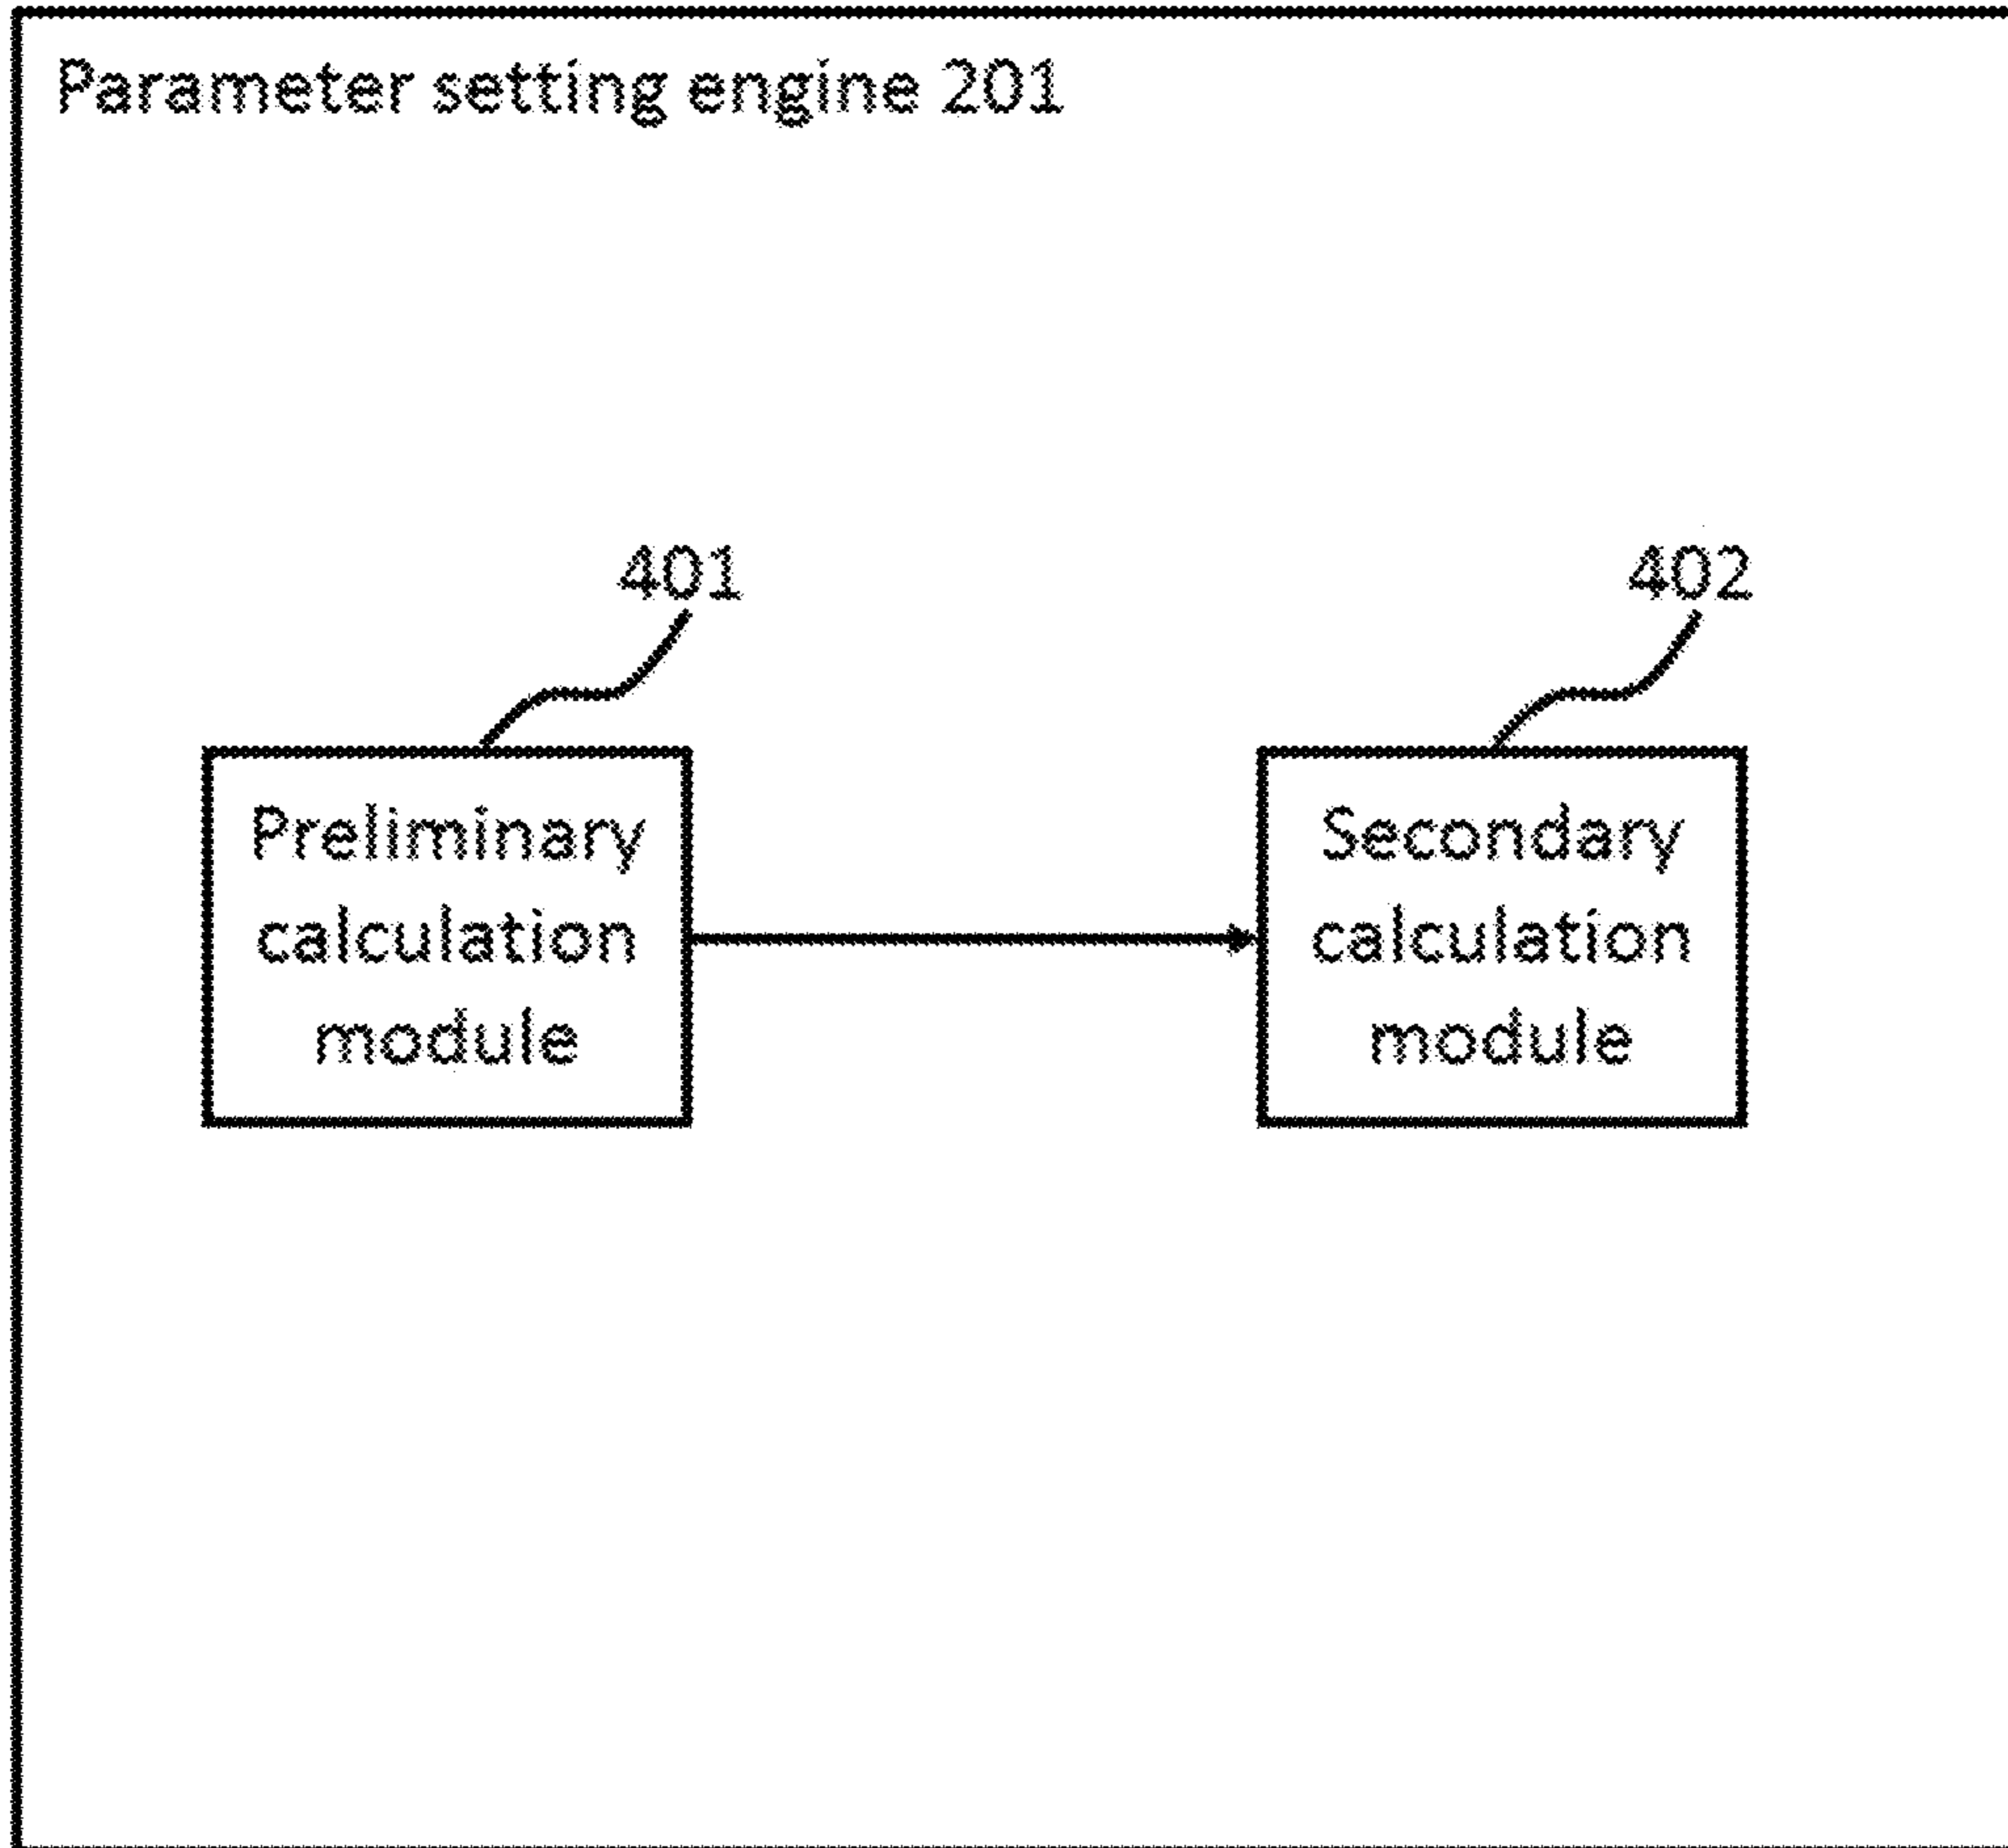 Parameter setting engine 201
401
402
Preliminary
calculation
module
Secondary
calculation
module